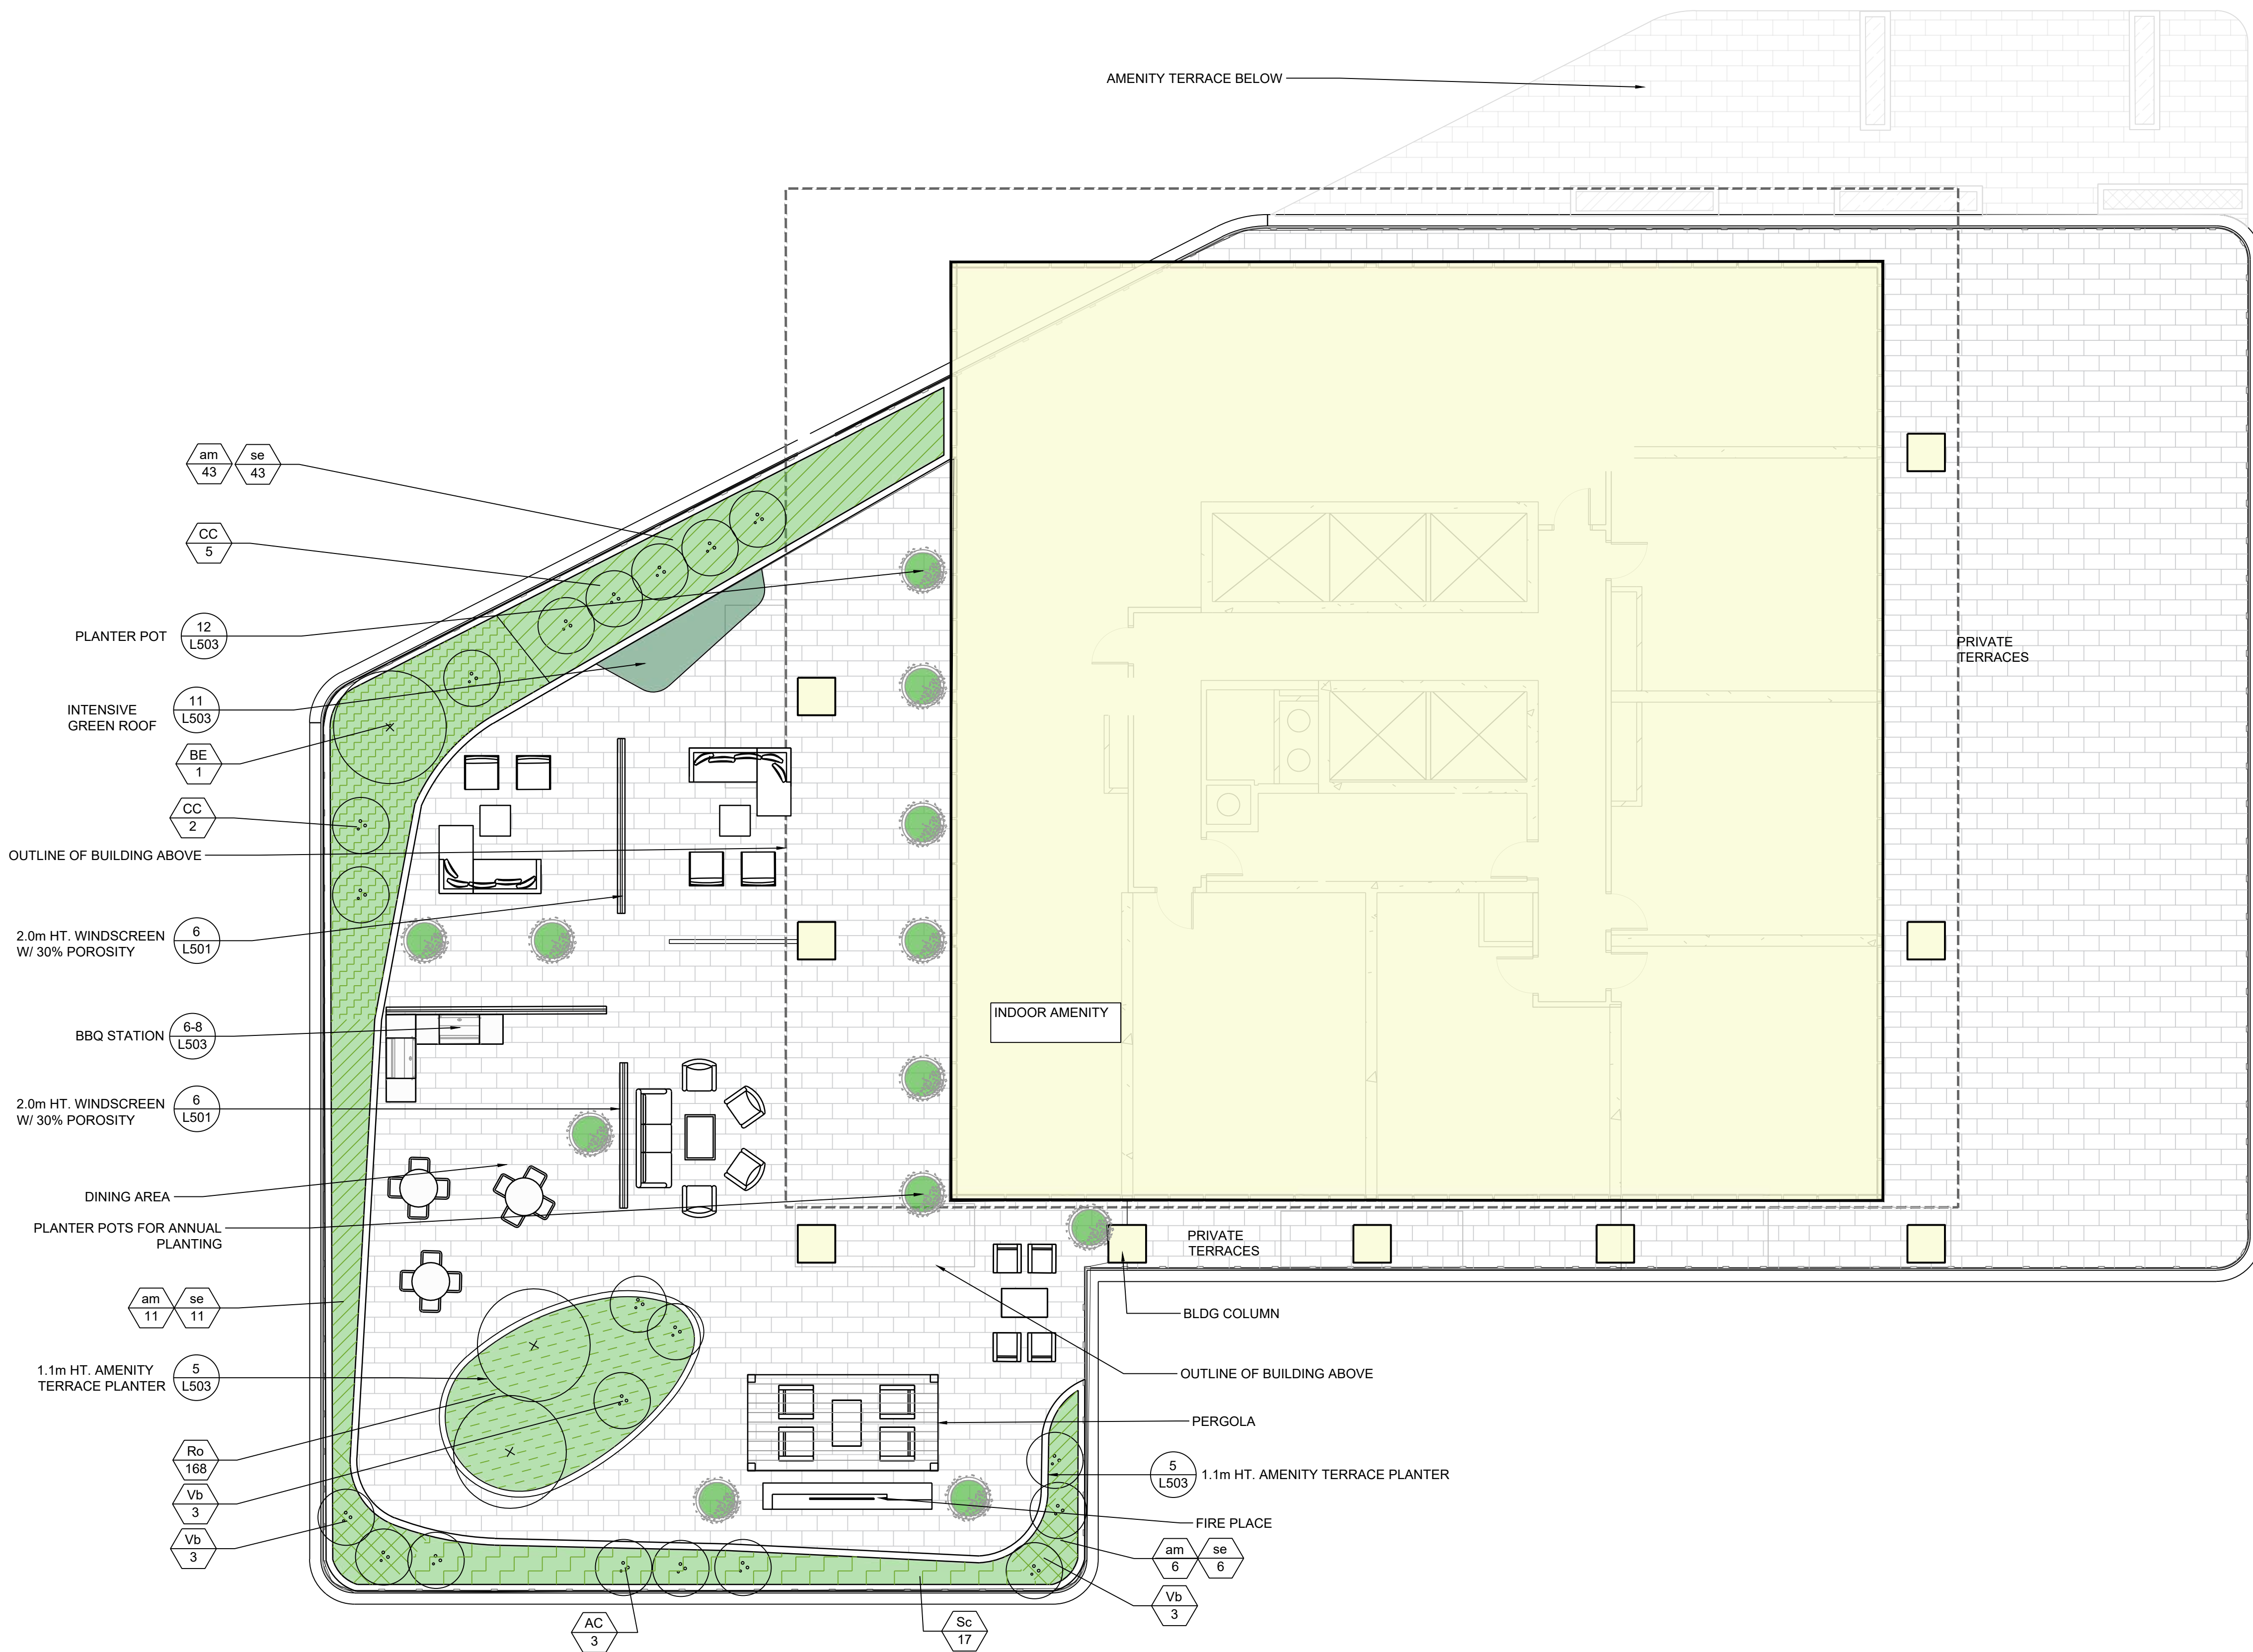 AMENITY TERRACE BELOW
am
43
se
43
CC
5
PLANTER POT
12
L503
INTENSIVE
GREEN ROOF
11
L503
BE
1
CC
2
OUTLINE OF BUILDING ABOVE
2.0m HT. WINDSCREEN
W/ 30% POROSITY
6
L501
BBQ STATION
6-8
L503
2.0m HT. WINDSCREEN
W/ 30% POROSITY
6
L501
DINING AREA
PLANTER POTS FOR ANNUAL
PLANTING
am
11
se
11
1.1m HT. AMENITY
TERRACE PLANTER
5
L503
Ro
168
Vb
3
Vb
3
AC
3
Sc
17
INDOOR AMENITY
PRIVATE
TERRACES
PRIVATE
TERRACES
BLDG COLUMN
OUTLINE OF BUILDING ABOVE
PERGOLA
5
L503
1.1m HT. AMENITY TERRACE PLANTER
FIRE PLACE
am
6
se
6
Vb
3